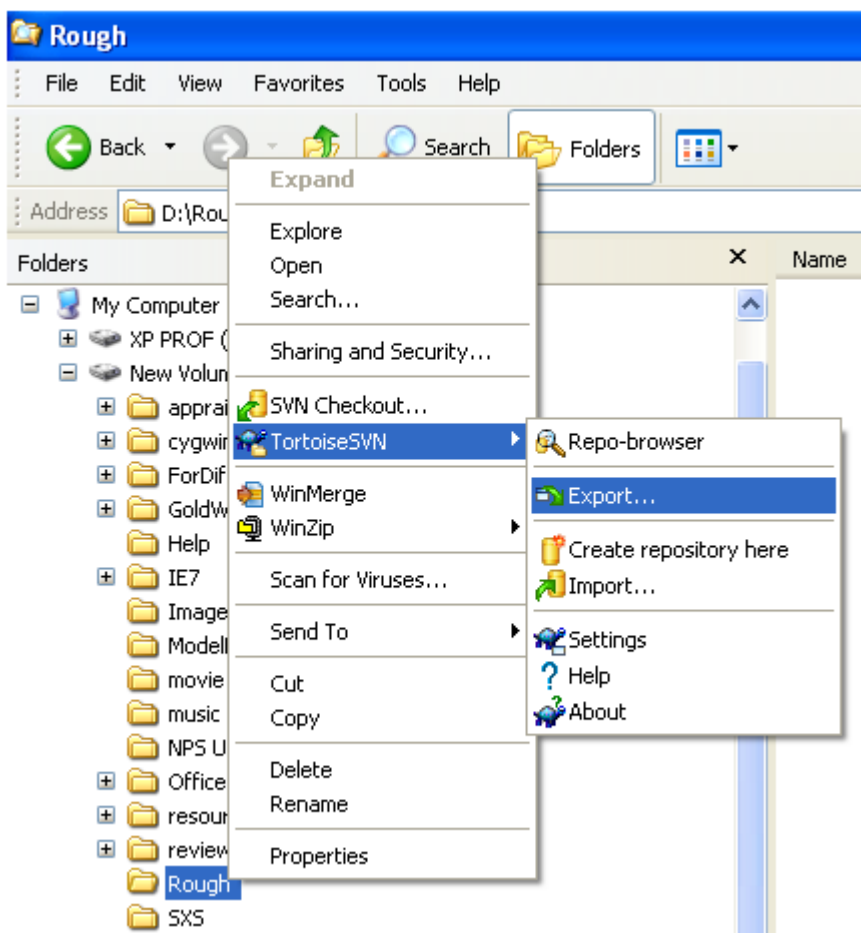 Rough
File Edit View Favorites Tools Help
Back Search Folders
Address D:\Rou
Folders × Name
Expand
Explore
Open
Search...
Sharing and Security...
SVN Checkout...
TortoiseSVN
WinMerge
WinZip
Scan for Viruses...
Send To
Cut
Copy
Delete
Rename
Properties
Repo-browser
Export...
Create repository here
Import...
Settings
Help
About
My Computer
XP PROF (
New Volum
apprai
cygwin
ForDif
GoldW
Help
IE7
Image
Modell
movie
music
NPS U
Office
resour
review
Rough
SXS